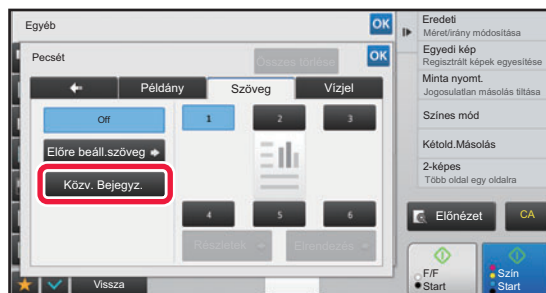 Egyéb
OK
Pecsét
Összes törlése
OK
Példány
Szöveg
Vízjel
Off
Előre beáll.szöveg
Közv. Bejegyz.
1
2
3
4
5
6
Részletek
Elrendezés
Vissza
Eredeti
Méret/irány módosítása
Egyedi kép
Regisztrált képek egyesítése
Minta nyomt.
Jogosulatlan másolás tiltása
Színes mód
Kétold.Másolás
2-képes
Több oldal egy oldalra
Előnézet
CA
F/F
Start
Szín
Start